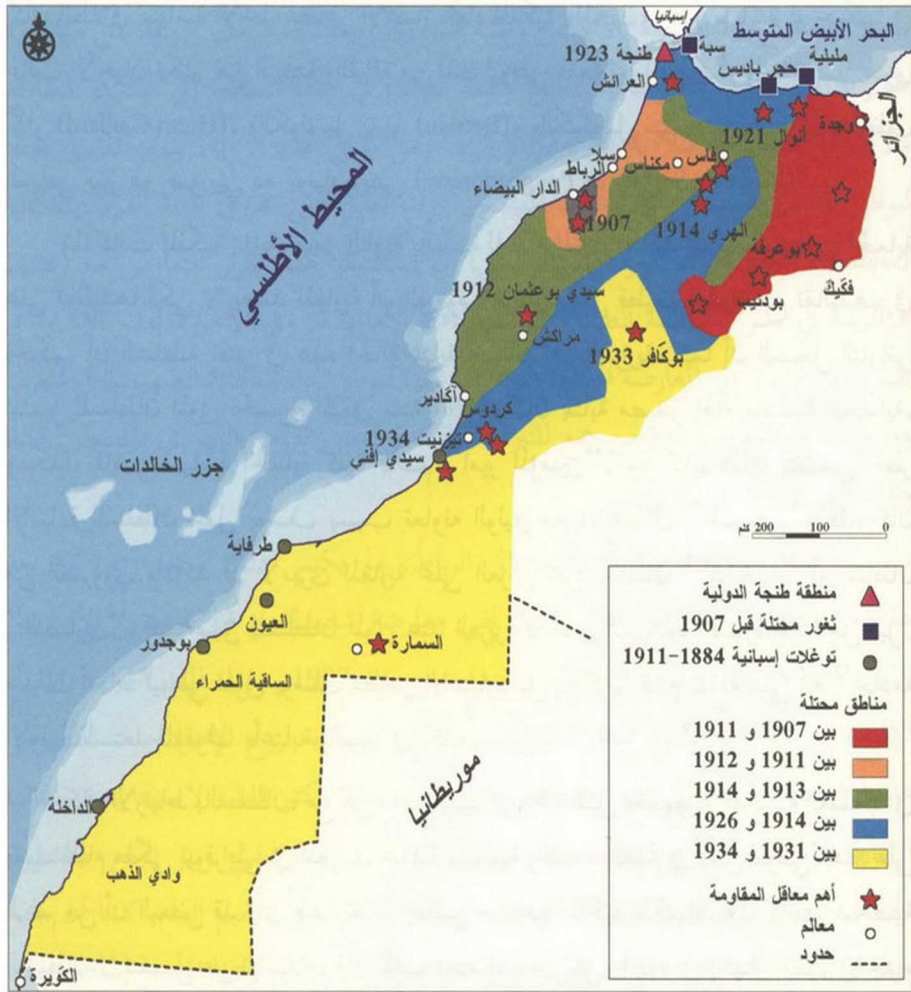 إسبانيا
البحر الأبيض المتوسط
سبة
مليلية
حجر باديس
طنجة 1923
العرائش
أنوال
1921
وجدة
الجزائر
سلا
الرباط
مكناس
فاس
الدار البيضاء
1907
الهري 1914
بوعرفة
فكيك
بودنيب
المحيط الأطلسي
سيدي بوعثمان 1912
مراكش
بوكافر
1933
أكادير
كردوس
تيزنيت 1934
سيدي إفني
جزر الخالدات
طرفاية
العيون
بوجدور
السمارة
الساقية الحمراء
موريطانيا
الداخلة
وادي الذهب
الكويرة
200 100 0 كلم
منطقة طنجة الدولية
ثغور محتلة قبل 1907
توغلات إسبانية 1884-1911
مناطق محتلة
بين 1907 و 1911
بين 1911 و 1912
بين 1913 و 1914
بين 1914 و 1926
بين 1931 و 1934
أهم معاقل المقاومة
معالم
حدود